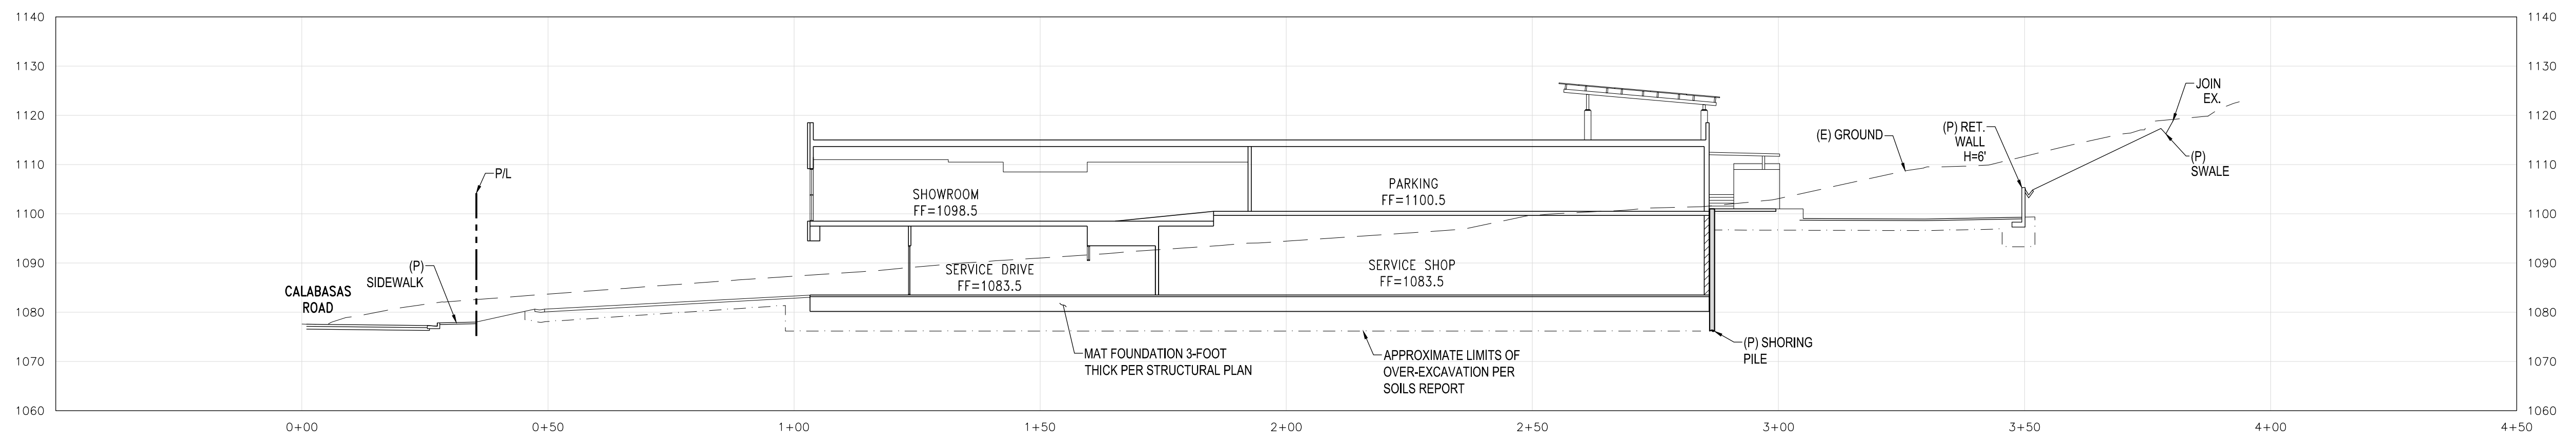 1140
1130
1120
1110
1100
1090
1080
1070
1060
1140
1130
1120
1110
1100
1090
1080
1070
1060
0+00
0+50
1+00
1+50
2+00
2+50
3+00
3+50
4+00
4+50
CALABASAS
ROAD
(P)
SIDEWALK
P/L
SHOWROOM
FF=1098.5
PARKING
FF=1100.5
SERVICE DRIVE
FF=1083.5
SERVICE SHOP
FF=1083.5
MAT FOUNDATION 3-FOOT
THICK PER STRUCTURAL PLAN
APPROXIMATE LIMITS OF
OVER-EXCAVATION PER
SOILS REPORT
(P) SHORING
PILE
(E) GROUND
(P) RET.
WALL
H=6'
JOIN
EX.
(P)
SWALE